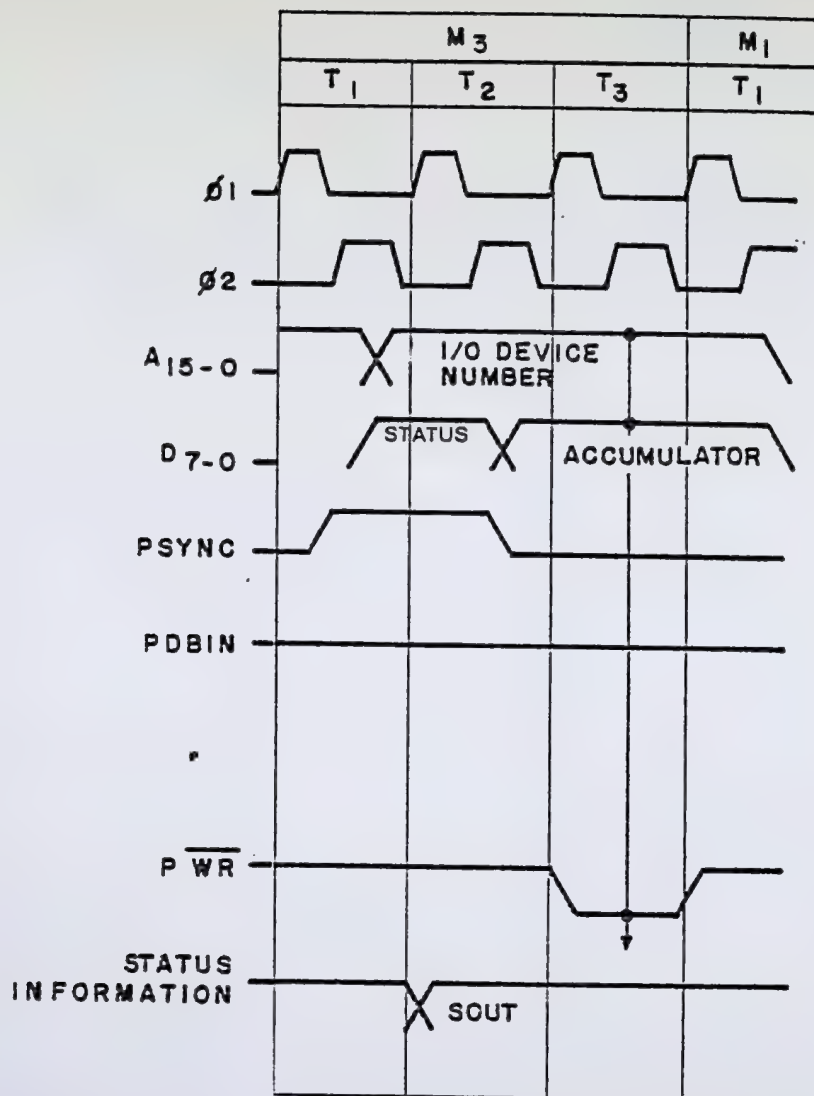 M3 M1
T1 T2 T3 T1
Ø1
Ø2
A15-0
I/O DEVICE
NUMBER
D7-0
STATUS
ACCUMULATOR
PSYNC
PDBIN
P W̅R̅
STATUS
INFORMATION
SOUT